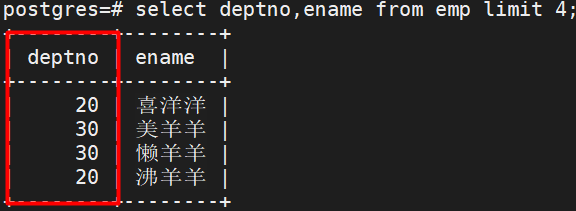 postgres=# select deptno,ename from emp limit 4;
+--------+--------+
| deptno | ename  |
+--------+--------+
|     20 | 喜洋洋 |
|     30 | 美羊羊 |
|     30 | 懒羊羊 |
|     20 | 沸羊羊 |
+--------+--------+